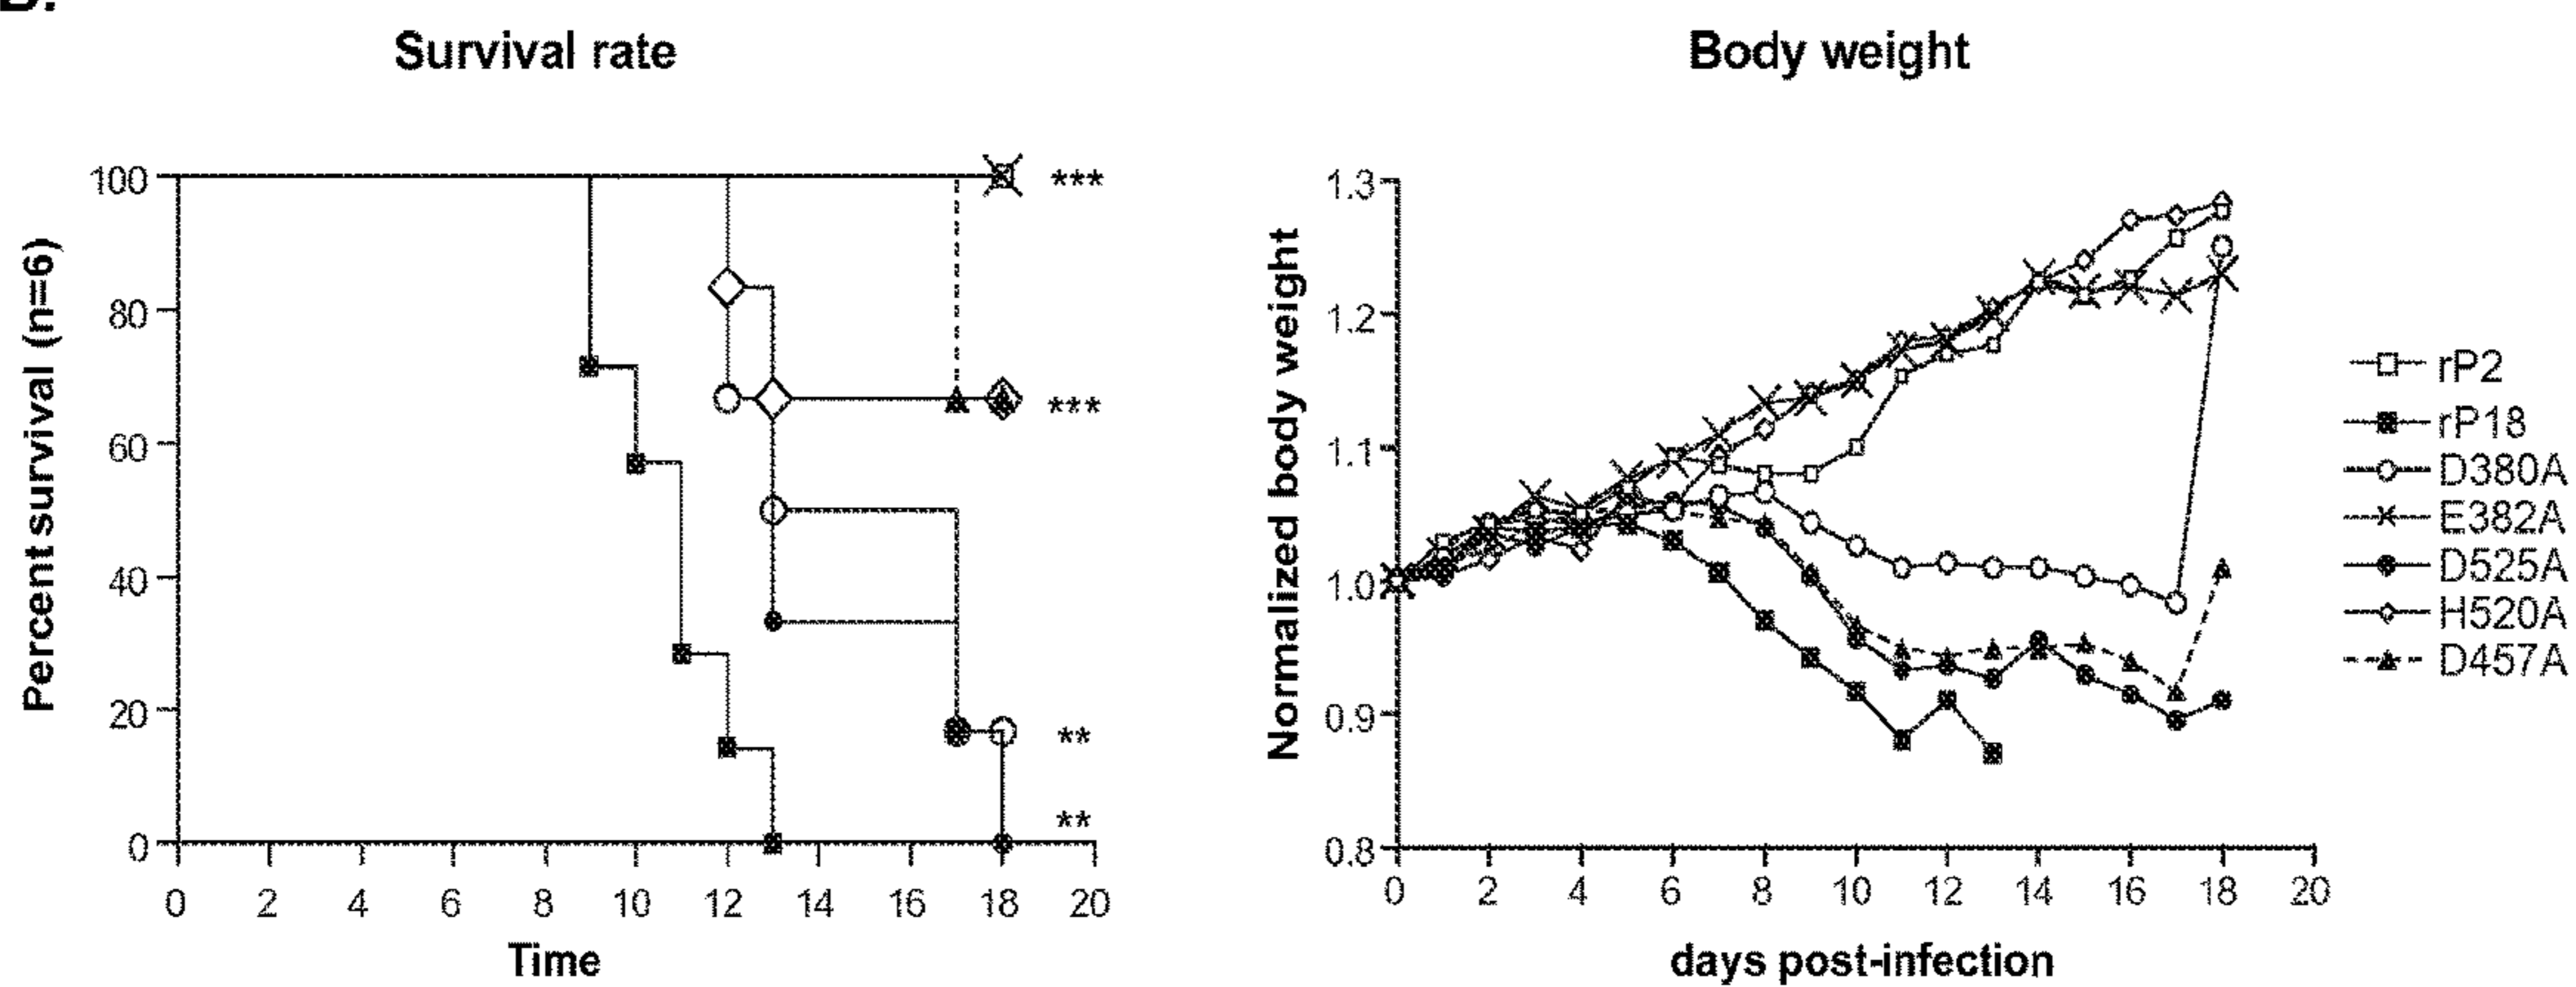 Survival rate
Percent survival (n=6)
100
80
60
40
20
0
***
***
**
**
0 2 4 6 8 10 12 14 16 18 20
Time
Body weight
Normalized body weight
1.3
1.2
1.1
1.0
0.9
0.8
0 2 4 6 8 10 12 14 16 18 20
days post-infection
rP2
rP18
D380A
E382A
D525A
H520A
D457A